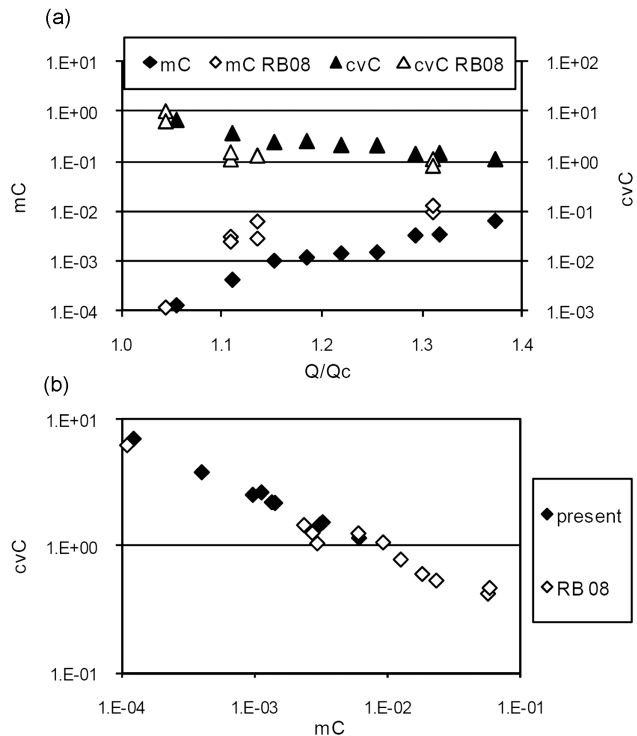 (a)
mC mC RB08 cvC cvC RB08
1.E+01 1.E+02
1.E+00 1.E+01
1.E-01 1.E+00
1.E-02 1.E-01
1.E-03 1.E-02
1.E-04 1.E-03
mC
cvC
1.0 1.1 1.2 1.3 1.4
Q/Qc
(b)
1.E+01
1.E+00
1.E-01
cvC
present
RB 08
1.E-04 1.E-03 1.E-02 1.E-01
mC